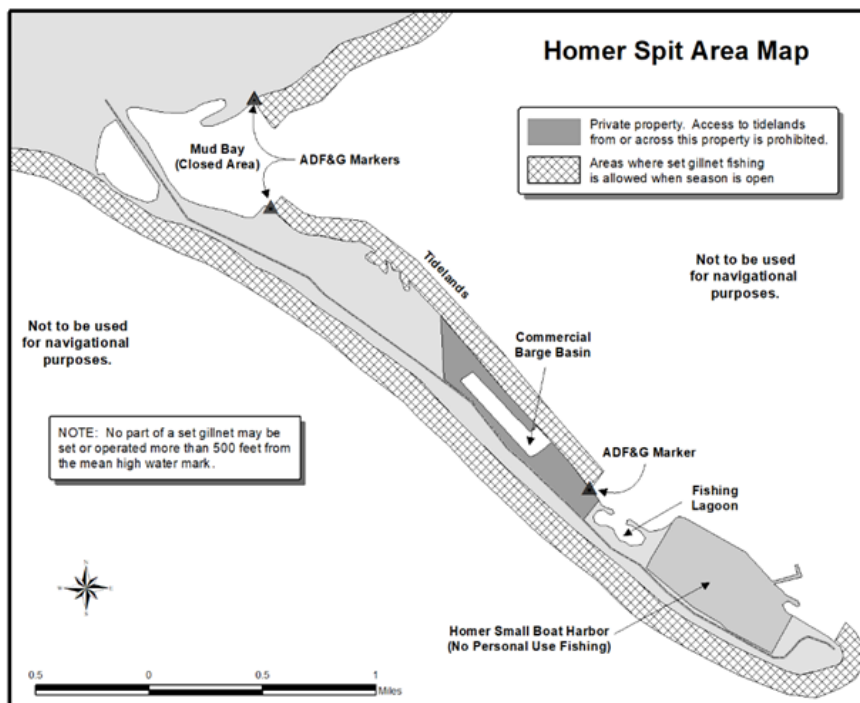 Homer Spit Area Map
Private property. Access to tidelands
from or across this property is prohibited.
Areas where set gillnet fishing
is allowed when season is open
Mud Bay
(Closed Area)
ADF&G Markers
Tidelands
Not to be used
for navigational
purposes.
Not to be used
for navigational
purposes.
Commercial
Barge Basin
NOTE: No part of a set gillnet may be
set or operated more than 500 feet from
the mean high water mark.
ADF&G Marker
Fishing
Lagoon
Homer Small Boat Harbor
(No Personal Use Fishing)
0.5 0 0.5 1
Miles